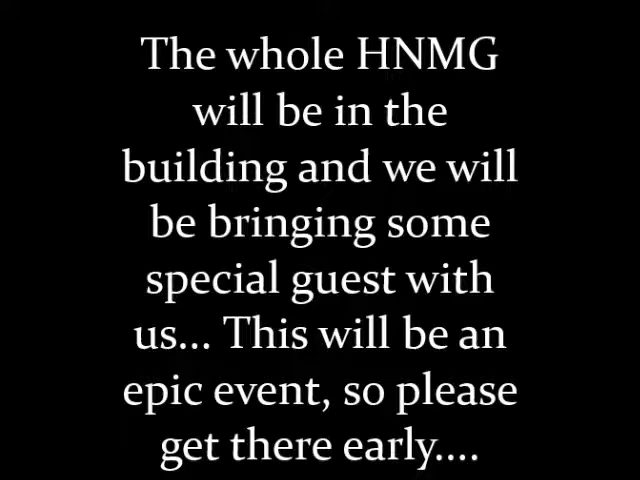 The whole HNMG
will be in the
building and we will
be bringing some
special guest with
us... This will be an
epic event, so please
get there early....